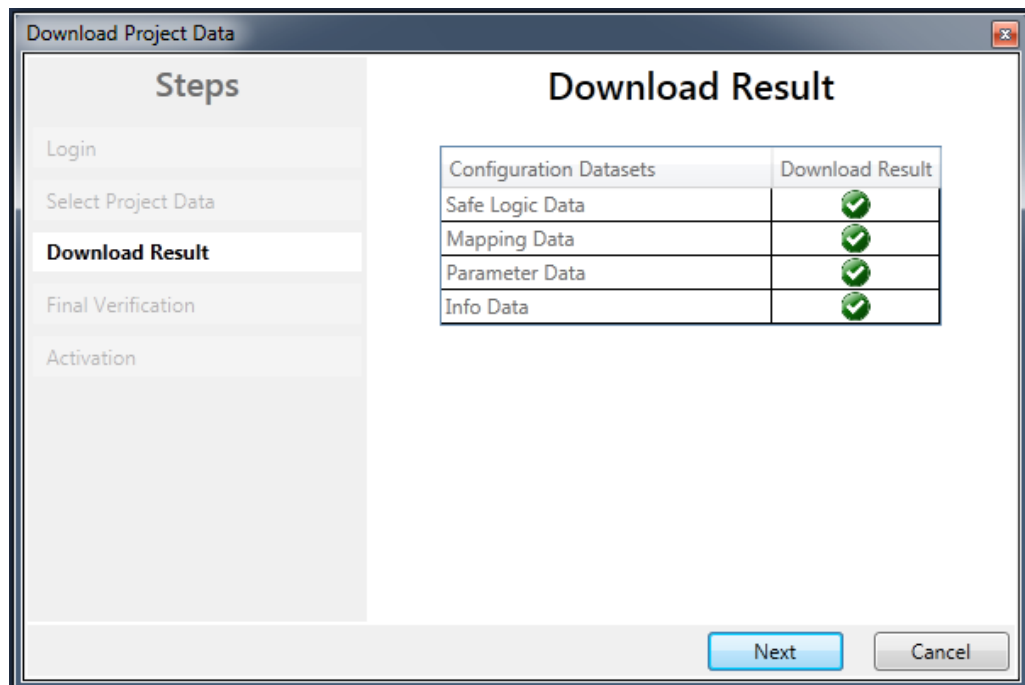 Download Project Data
Steps
Login
Select Project Data
Download Result
Final Verification
Activation
Download Result
Configuration Datasets Download Result
Safe Logic Data
Mapping Data
Parameter Data
Info Data
Next Cancel